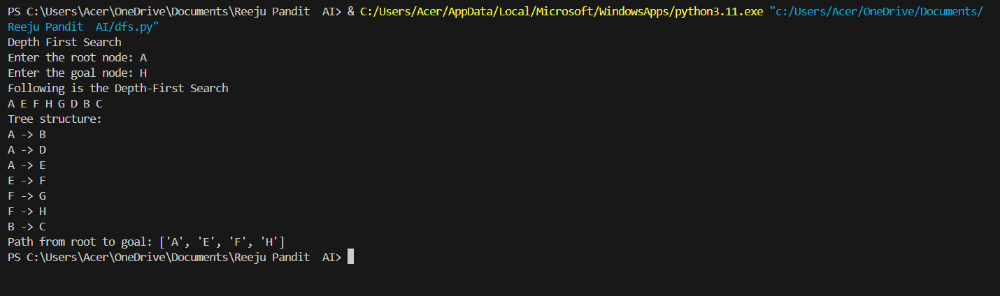 PS C:\Users\Acer\OneDrive\Documents\Reeju Pandit  AI> & C:/Users/Acer/AppData/Local/Microsoft/WindowsApps/python3.11.exe "c:/Users/Acer/OneDrive/Documents/
Reeju Pandit  AI/dfs.py"
Depth First Search
Enter the root node: A
Enter the goal node: H
Following is the Depth-First Search
A E F H G D B C
Tree structure:
A -> B
A -> D
A -> E
E -> F
F -> G
F -> H
B -> C
Path from root to goal: ['A', 'E', 'F', 'H']
PS C:\Users\Acer\OneDrive\Documents\Reeju Pandit  AI>